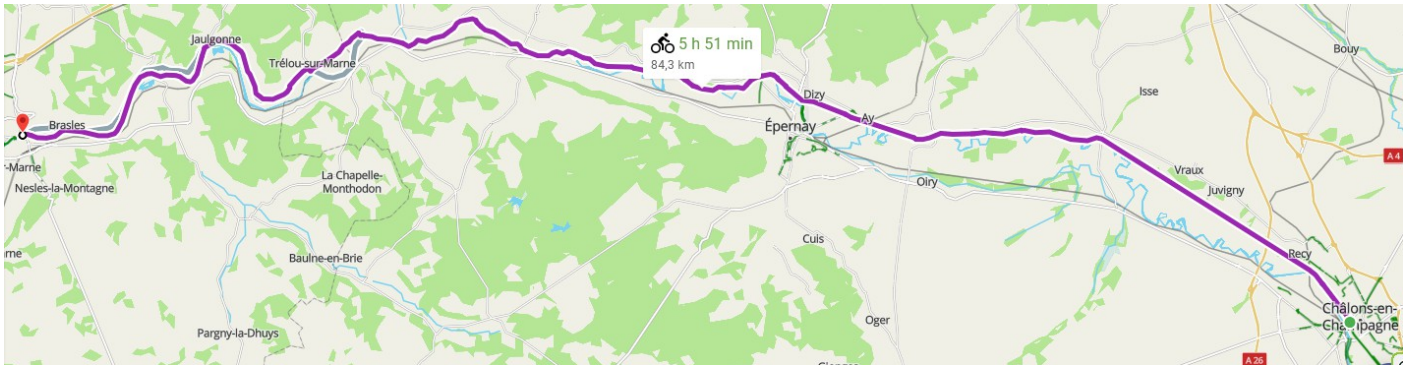 Jaulgonne
Trélou-sur-Marne
5 h 51 min
84,3 km
Bouy
Dizy
Isse
Brasles
Ay
Épernay
A 4
r-Marne
Nesles-la-Montagne
La Chapelle-
Monthodon
Oiry
Vraux
Juvigny
Cuis
Recy
arne
Baulne-en-Brie
Châlons-en-
Champagne
Oger
Pargny-la-Dhuys
A 26